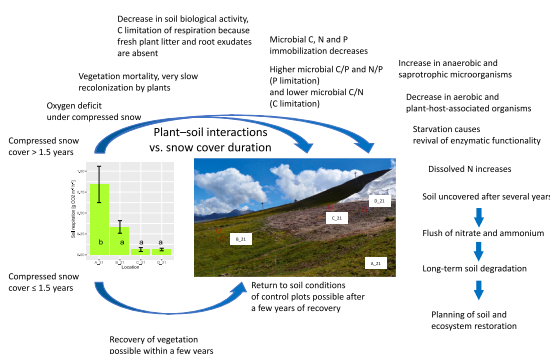 Decrease in soil biological activity,
C limitation of respiration because
fresh plant litter and root exudates
are absent
Microbial C, N and P
immobilization decreases
Higher microbial C/P and N/P
(P limitation)
and lower microbial C/N
(C limitation)
Increase in anaerobic and
saprotrophic microorganisms
Vegetation mortality, very slow
recolonization by plants
Decrease in aerobic and
plant-host-associated organisms
Oxygen deficit
under compressed snow
Starvation causes
revival of enzymatic functionality
Plant–soil interactions
vs. snow cover duration
Compressed snow
cover > 1.5 years
Dissolved N increases
Soil uncovered after several years
Flush of nitrate and ammonium
Long-term soil degradation
Planning of soil and
ecosystem restoration
b a a a
Location
B_21
C_21
D_21
A_21
Compressed snow
cover ≤ 1.5 years
Return to soil conditions
of control plots possible after
a few years of recovery
Recovery of vegetation
possible within a few years